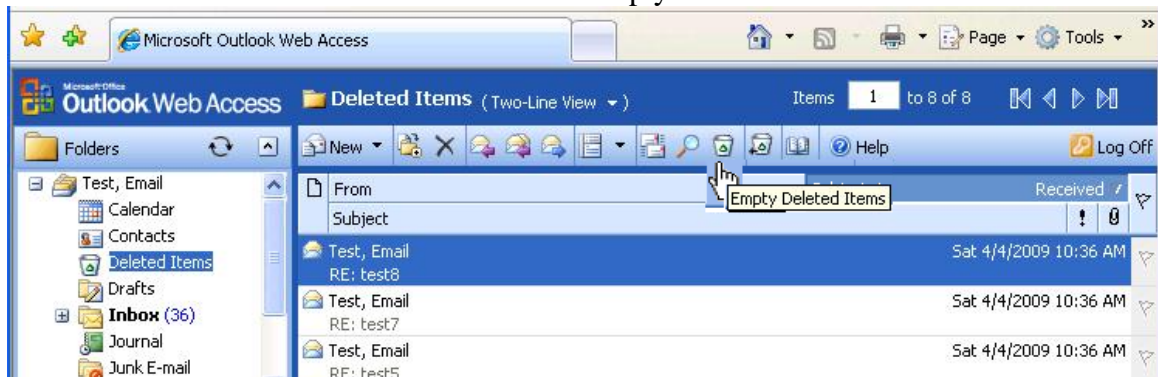 Microsoft Outlook Web Access
Page
Tools
»
Microsoft Office
Outlook Web Access
Deleted Items (Two-Line View)
Items 1 to 8 of 8
Folders
New
Help
Log Off
Test, Email
Calendar
Contacts
Deleted Items
Drafts
Inbox (36)
Journal
Junk E-mail
From
Received
Subject
!
Empty Deleted Items
Test, Email
Sat 4/4/2009 10:36 AM
RE: test8
Test, Email
Sat 4/4/2009 10:36 AM
RE: test7
Test, Email
Sat 4/4/2009 10:36 AM
RE: test5